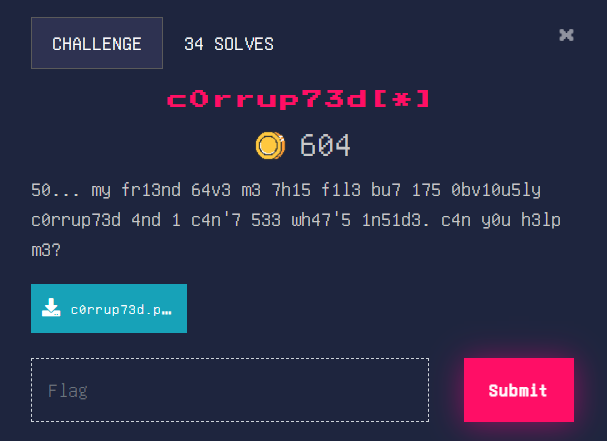 CHALLENGE
34 SOLVES
×
c0rrup73d[*]
604
50... my fr13nd 64v3 m3 7h15 f1l3 bu7 175 0bv10u5ly
c0rrup73d 4nd 1 c4n'7 533 wh47'5 1n51d3. c4n y0u h3lp
m3?
c0rrup73d.p…
Flag
Submit